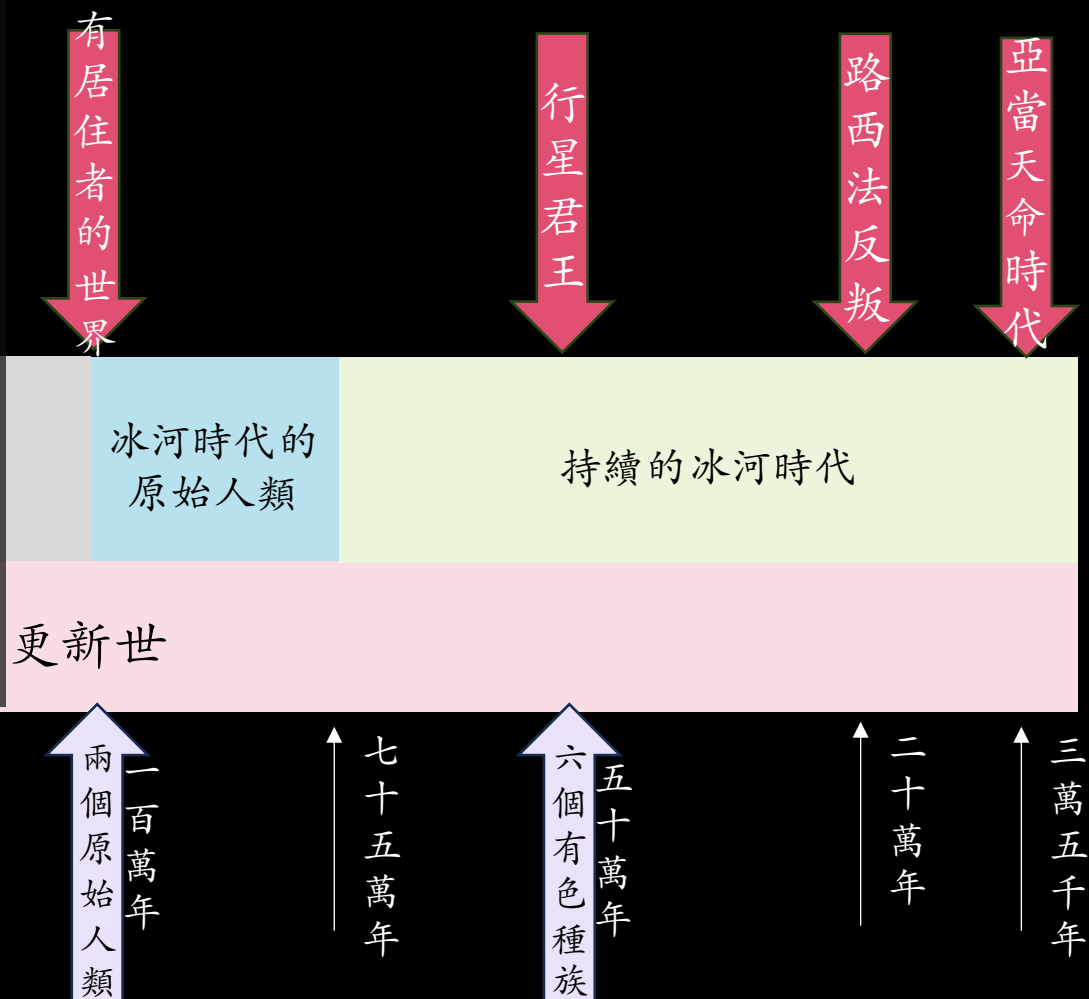 有居住者的世界
行星君王
路西法反叛
亞當天命時代
冰河時代的
原始人類
持續的冰河時代
更新世
兩個原始人類
一百萬年
七十五萬年
六個有色種族
五十萬年
二十萬年
三萬五千年